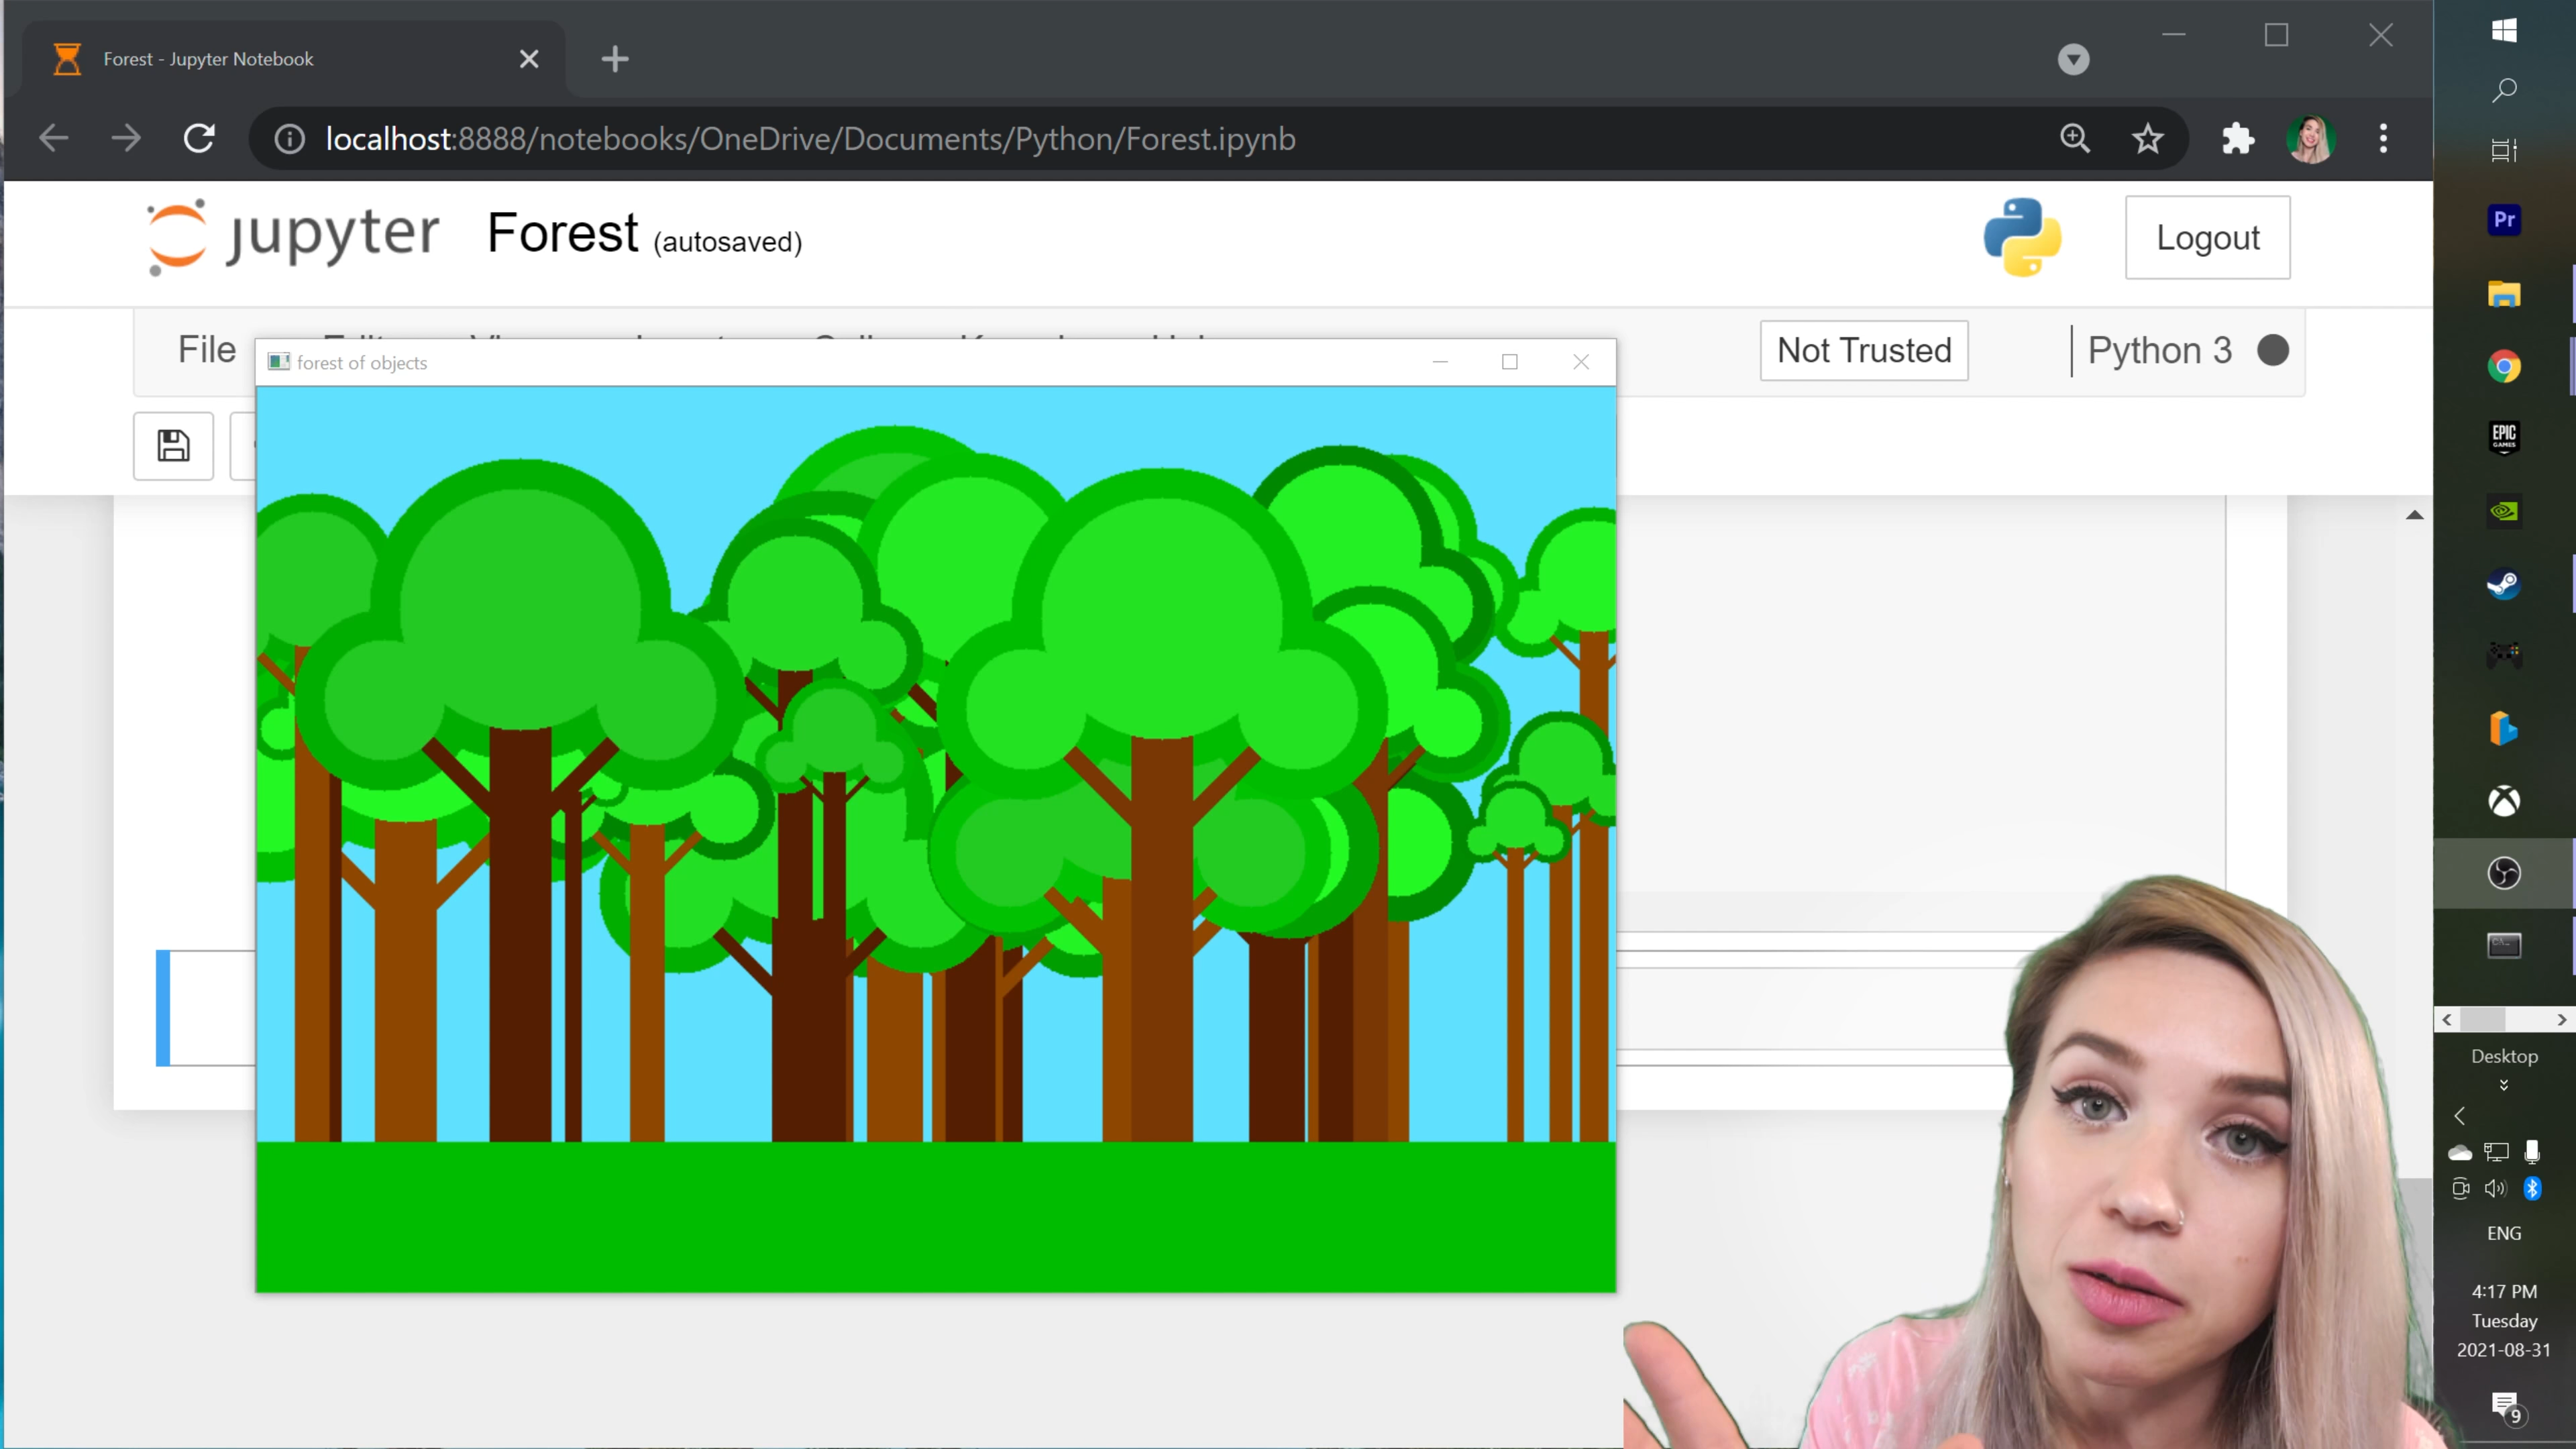 Forest - Jupyter Notebook
localhost:8888/notebooks/OneDrive/Documents/Python/Forest.ipynb
jupyter Forest (autosaved)
Logout
File
Not Trusted
Python 3
forest of objects
Pr
EPIC
GAMES
Desktop
ENG
4:17 PM
Tuesday
2021-08-31
9